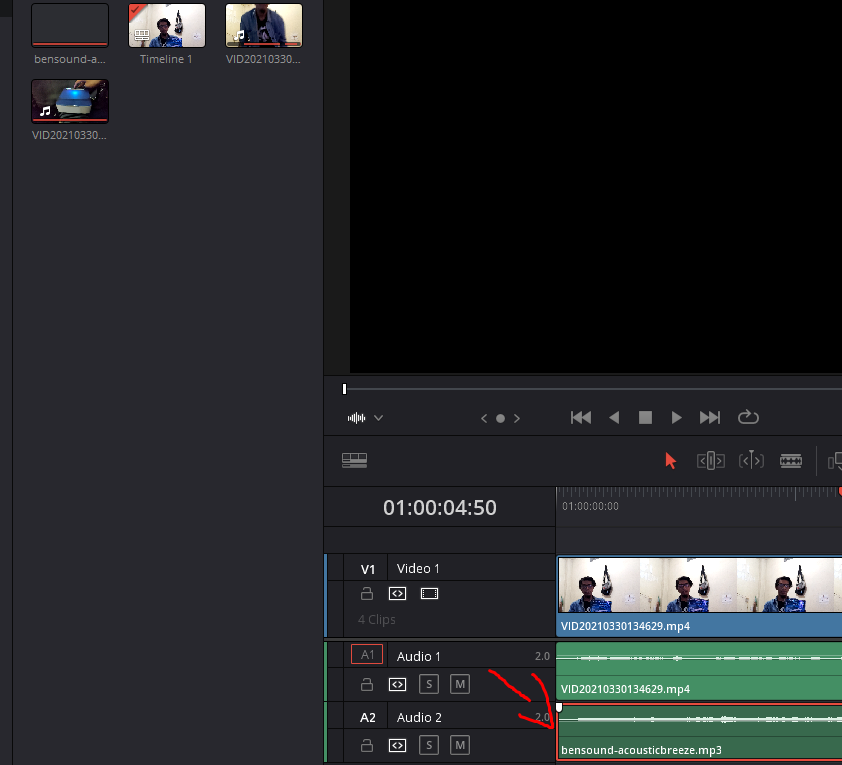 bensound-a...
Timeline 1
VID20210330...
VID20210330...
01:00:04:50
01:00:00:00
V1 Video 1
4 Clips
VID20210330134629.mp4
A1 Audio 1 2.0
S M
VID20210330134629.mp4
A2 Audio 2 2.0
S M
bensound-acousticbreeze.mp3